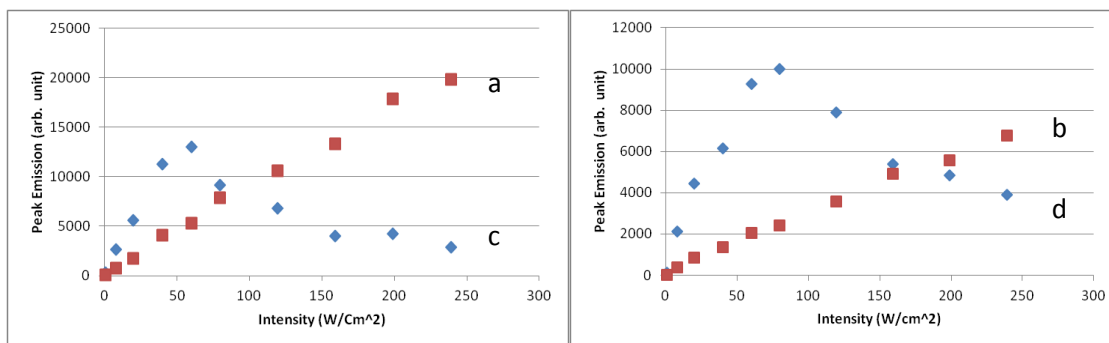 25000
20000
15000
10000
5000
0
0 50 100 150 200 250 300
Peak Emission (arb. unit)
Intensity (W/Cm^2)
a
c
12000
10000
8000
6000
4000
2000
0
0 50 100 150 200 250 300
Peak Emission (arb. unit)
Intensity (W/cm^2)
b
d